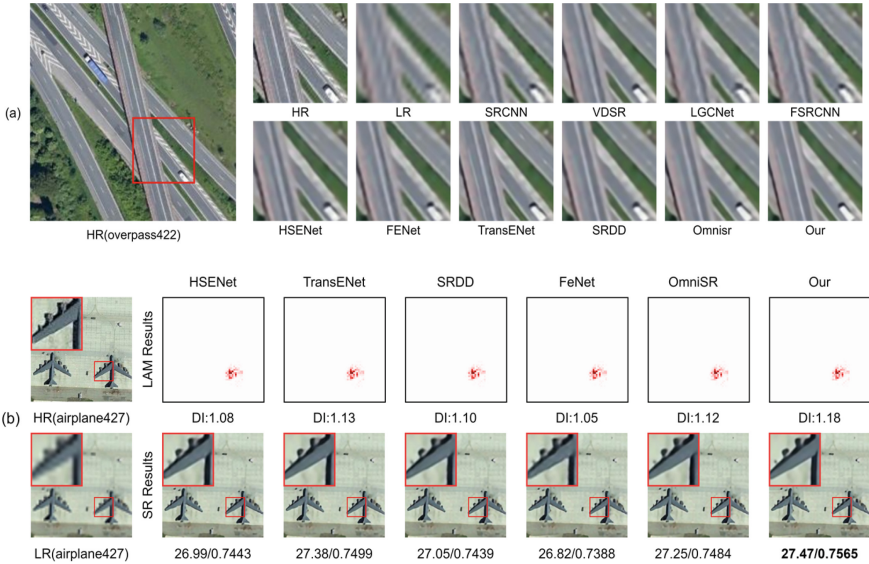 (a)
HR LR SRCNN VDSR LGCNet FSRCNN
HR(overpass422)
HSENet FENet TransENet SRDD Omnisr Our
(b)
HSENet TransENet SRDD FeNet OmniSR Our
LAM Results
HR(airplane427) DI:1.08 DI:1.13 DI:1.10 DI:1.05 DI:1.12 DI:1.18
SR Results
LR(airplane427) 26.99/0.7443 27.38/0.7499 27.05/0.7439 26.82/0.7388 27.25/0.7484 27.47/0.7565